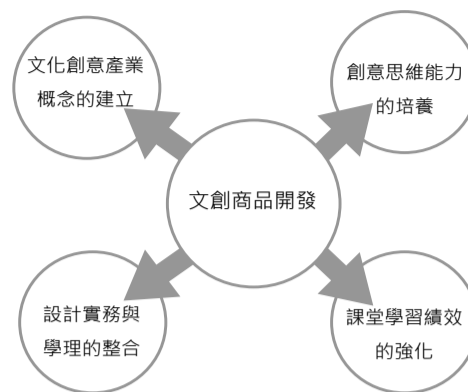 文化創意產業
概念的建立
創意思維能力
的培養
文創商品開發
設計實務與
學理的整合
課堂學習績效
的強化